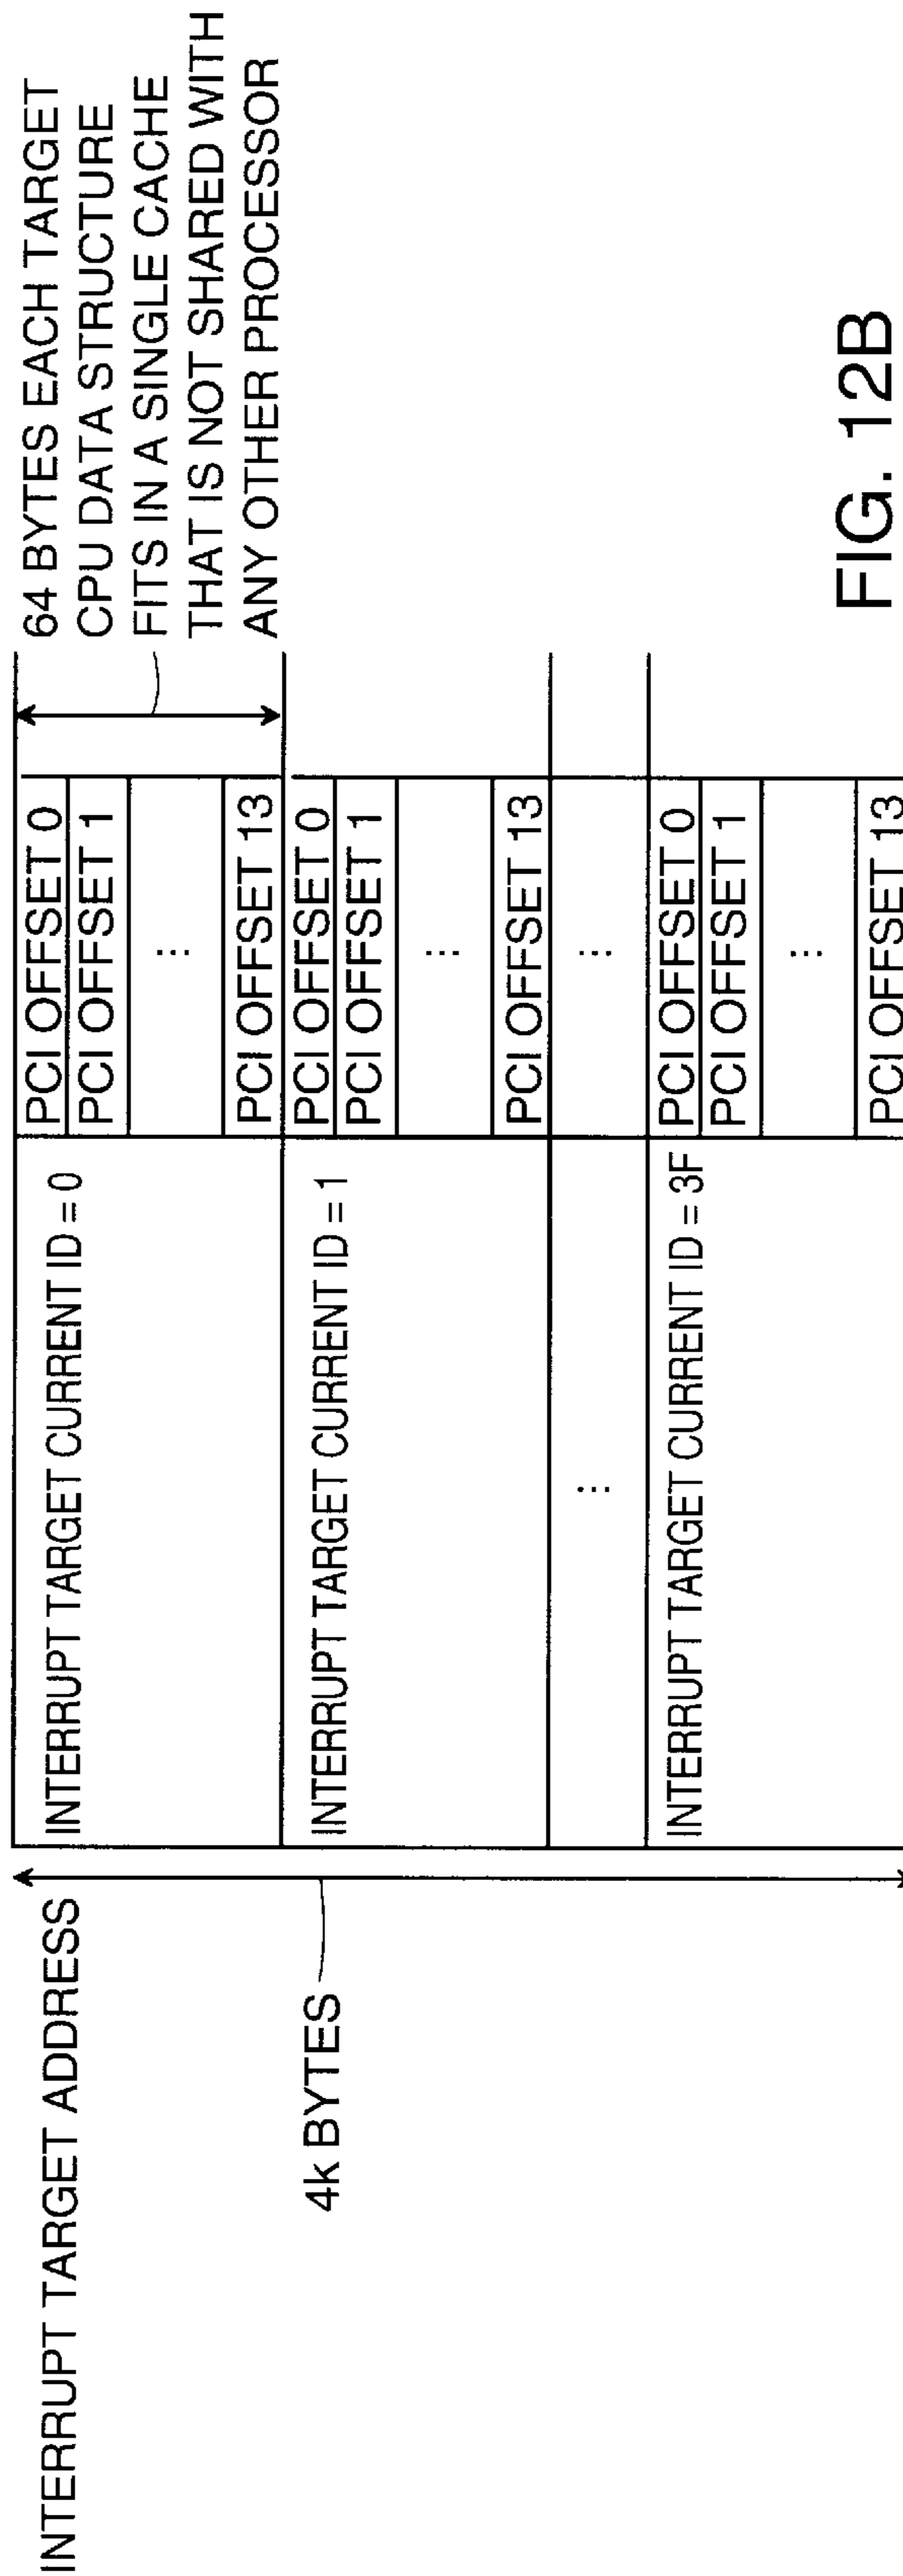 INTERRUPT TARGET ADDRESS
4k BYTES
INTERRUPT TARGET CURRENT ID = 0
PCI OFFSET 0
PCI OFFSET 1
...
PCI OFFSET 13
64 BYTES EACH TARGET
CPU DATA STRUCTURE
FITS IN A SINGLE CACHE
THAT IS NOT SHARED WITH
ANY OTHER PROCESSOR
INTERRUPT TARGET CURRENT ID = 1
PCI OFFSET 0
PCI OFFSET 1
...
PCI OFFSET 13
...
...
INTERRUPT TARGET CURRENT ID = 3F
PCI OFFSET 0
PCI OFFSET 1
...
PCI OFFSET 13
FIG. 12B